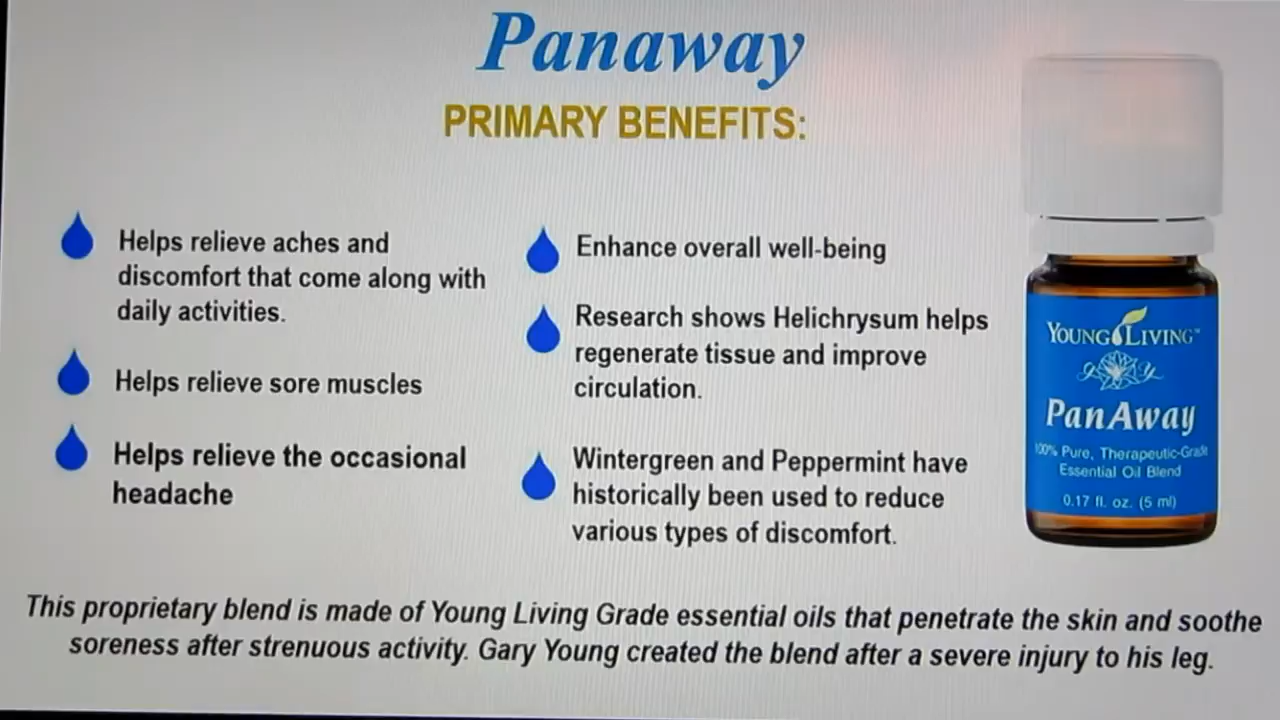 Panaway
PRIMARY BENEFITS:
Helps relieve aches and
discomfort that come along with
daily activities.
Helps relieve sore muscles
Helps relieve the occasional
headache
Enhance overall well-being
Research shows Helichrysum helps
regenerate tissue and improve
circulation.
Wintergreen and Peppermint have
historically been used to reduce
various types of discomfort.
YOUNG LIVING™
g y
PanAway
100% Pure, Therapeutic-Grade
Essential Oil Blend
0.17 fl. oz. (5 ml)
This proprietary blend is made of Young Living Grade essential oils that penetrate the skin and soothe
soreness after strenuous activity. Gary Young created the blend after a severe injury to his leg.